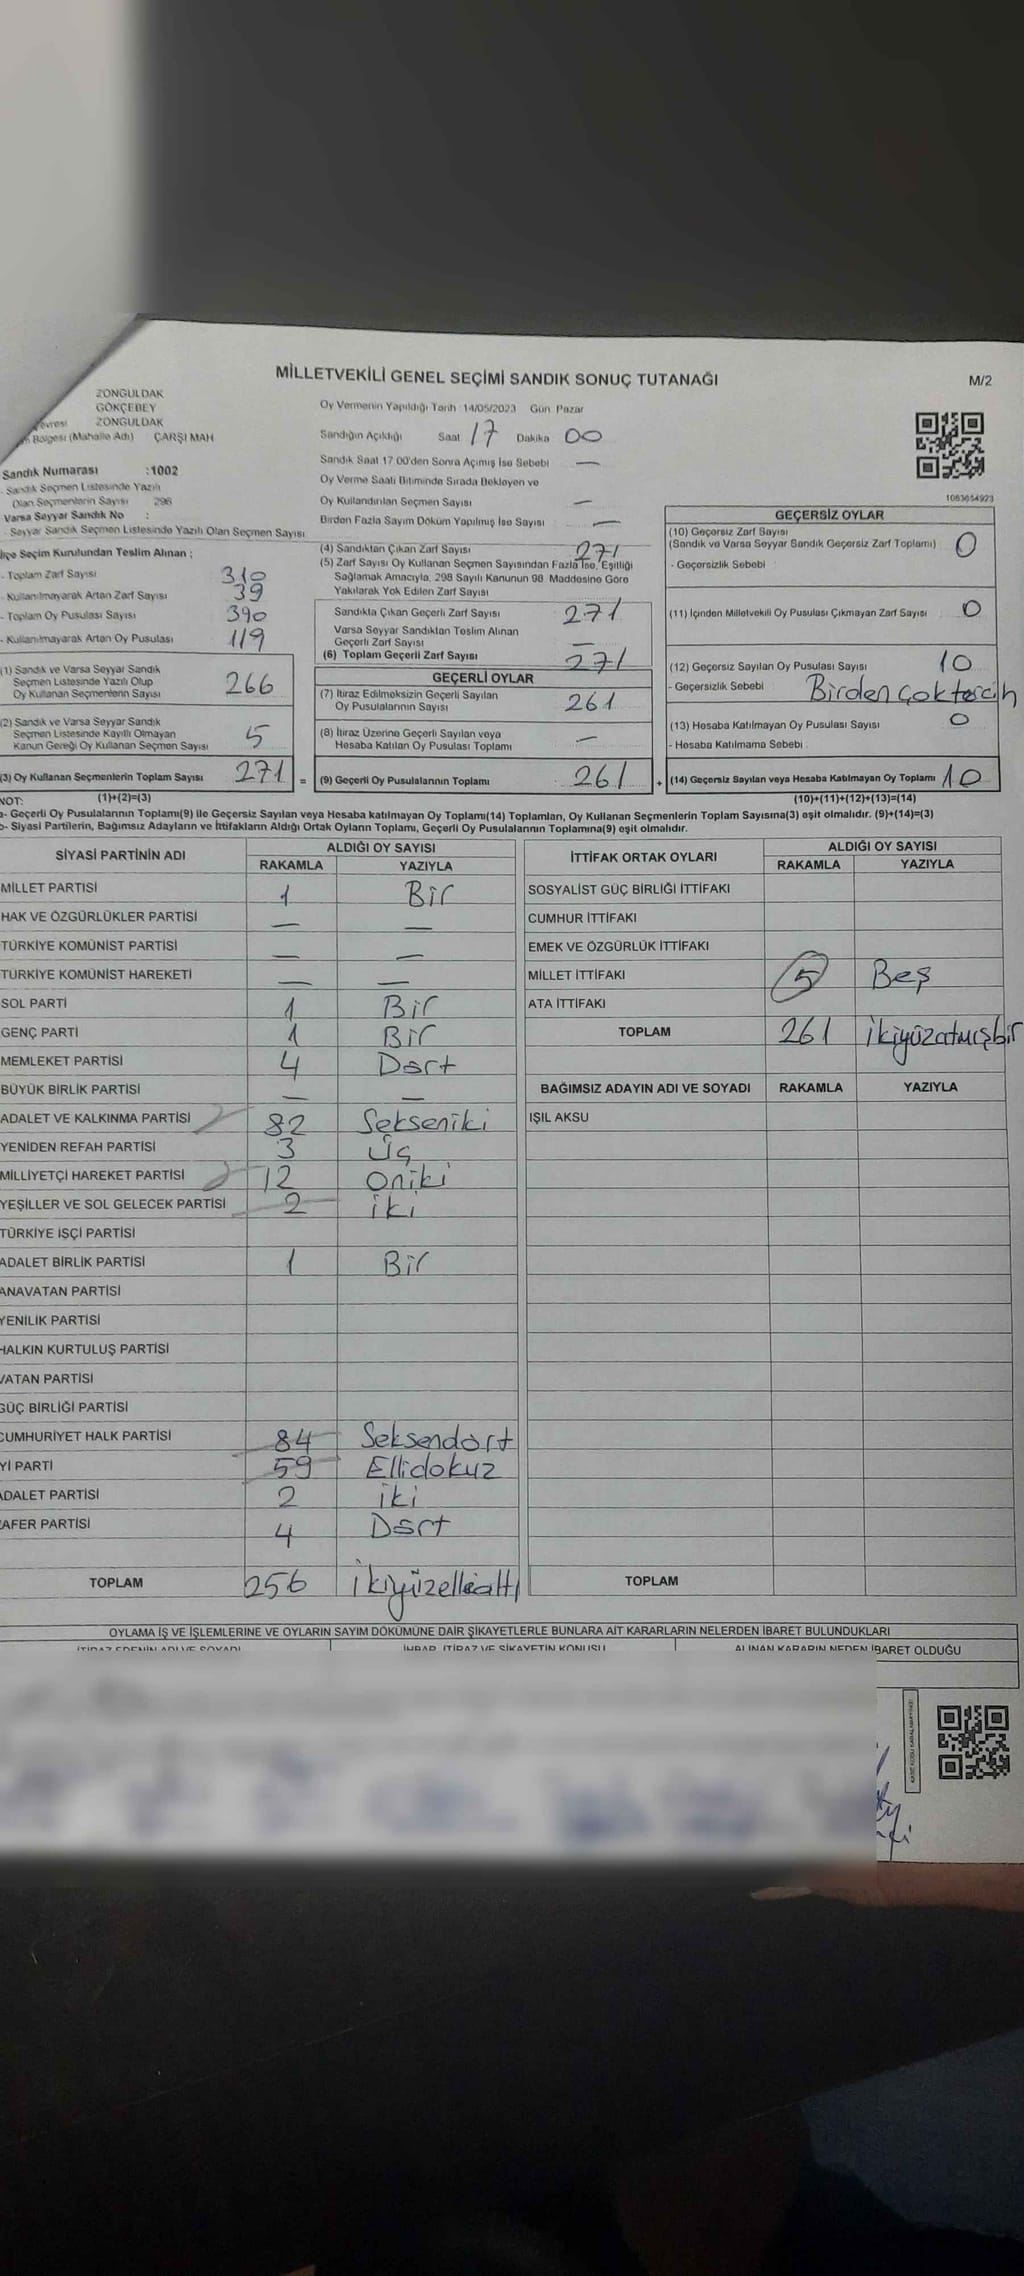 MİLLETVEKİLİ GENEL SEÇİMİ SANDIK SONUÇ TUTANAĞI
M/2
ZONGULDAK
GÖKÇEBEY
ZONGULDAK
Bölgesi (Mahalle Adı) ÇARŞI MAH
Sandık Numarası :1002
- Sandık Seçmen Listesinde Yazılı
Olan Seçmenlerin Sayısı 296
Varsa Seyyar Sandık No :
- Seyyar Sandık Seçmen Listesinde Yazılı Olan Seçmen Sayısı
Oy Vermenin Yapıldığı Tarih :14/05/2023 Gün Pazar
Sandığın Açıldığı Saat 17 Dakika 00
Sandık Saat 17:00'den Sonra Açımış İse Sebebi —
Oy Verme Saati Bitiminde Sırada Bekleyen ve
Oy Kullandırılan Seçmen Sayısı —
Birden Fazla Sayım Döküm Yapılmış İse Sayısı —
1083654923
İlçe Seçim Kurulundan Teslim Alınan ;
- Toplam Zarf Sayısı 310
- Kullanılmayarak Artan Zarf Sayısı 39
- Toplam Oy Pusulası Sayısı 390
- Kullanılmayarak Artan Oy Pusulası 119
(1) Sandık ve Varsa Seyyar Sandık
Seçmen Listesinde Yazılı Olup
Oy Kullanan Seçmenlerin Sayısı 266
(2) Sandık ve Varsa Seyyar Sandık
Seçmen Listesinde Kayıtlı Olmayan
Kanun Gereği Oy Kullanan Seçmen Sayısı 5
(3) Oy Kullanan Seçmenlerin Toplam Sayısı 271 =
(4) Sandıktan Çıkan Zarf Sayısı 271
(5) Zarf Sayısı Oy Kullanan Seçmen Sayısından Fazla İse, Eşitliği
Sağlamak Amacıyla, 298 Sayılı Kanunun 98. Maddesine Göre
Yakılarak Yok Edilen Zarf Sayısı
Sandıkla Çıkan Geçerli Zarf Sayısı 271
Varsa Seyyar Sandıktan Teslim Alınan
Geçerli Zarf Sayısı —
(6) Toplam Geçerli Zarf Sayısı 271
GEÇERLİ OYLAR
(7) İtiraz Edilmeksizin Geçerli Sayılan
Oy Pusulalarının Sayısı 261
(8) İtiraz Üzerine Geçerli Sayılan veya
Hesaba Katılan Oy Pusulası Toplamı —
(9) Geçerli Oy Pusulalarının Toplamı 261 +
GEÇERSİZ OYLAR
(10) Geçersiz Zarf Sayısı
(Sandık ve Varsa Seyyar Sandık Geçersiz Zarf Toplamı) 0
- Geçersizlik Sebebi
(11) İçinden Milletvekili Oy Pusulası Çıkmayan Zarf Sayısı 0
(12) Geçersiz Sayılan Oy Pusulası Sayısı 10
- Geçersizlik Sebebi Birden çok tercih
(13) Hesaba Katılmayan Oy Pusulası Sayısı 0
- Hesaba Katılmama Sebebi
(14) Geçersiz Sayılan veya Hesaba Katılmayan Oy Toplamı 10
NOT: (1)+(2)=(3) (10)+(11)+(12)+(13)=(14)
a- Geçerli Oy Pusulalarının Toplamı(9) ile Geçersiz Sayılan veya Hesaba katılmayan Oy Toplamı(14) Toplamları, Oy Kullanan Seçmenlerin Toplam Sayısına(3) eşit olmalıdır. (9)+(14)=(3)
b- Siyasi Partilerin, Bağımsız Adayların ve İttifakların Aldığı Ortak Oyların Toplamı, Geçerli Oy Pusulalarının Toplamına(9) eşit olmalıdır.
SİYASİ PARTİNİN ADI ALDIĞI OY SAYISI
RAKAMLA YAZIYLA
MİLLET PARTİSİ 1 Bir
HAK VE ÖZGÜRLÜKLER PARTİSİ — —
TÜRKİYE KOMÜNİST PARTİSİ — —
TÜRKİYE KOMÜNİST HAREKETİ — —
SOL PARTİ 1 Bir
GENÇ PARTİ 1 Bir
MEMLEKET PARTİSİ 4 Dört
BÜYÜK BİRLİK PARTİSİ — —
ADALET VE KALKINMA PARTİSİ 82 Sekseniki
YENİDEN REFAH PARTİSİ 3 Üç
MİLLİYETÇİ HAREKET PARTİSİ 12 Oniki
YEŞİLLER VE SOL GELECEK PARTİSİ 2 İki
TÜRKİYE İŞÇİ PARTİSİ
ADALET BİRLİK PARTİSİ 1 Bir
ANAVATAN PARTİSİ
YENİLİK PARTİSİ
HALKIN KURTULUŞ PARTİSİ
VATAN PARTİSİ
GÜÇ BİRLİĞİ PARTİSİ
CUMHURİYET HALK PARTİSİ 84 Seksendört
İYİ PARTİ 59 Ellidokuz
ADALET PARTİSİ 2 İki
ZAFER PARTİSİ 4 Dört
TOPLAM 256 İkiyüzellialtı
İTTİFAK ORTAK OYLARI ALDIĞI OY SAYISI
RAKAMLA YAZIYLA
SOSYALİST GÜÇ BİRLİĞİ İTTİFAKI
CUMHUR İTTİFAKI
EMEK VE ÖZGÜRLÜK İTTİFAKI
MİLLET İTTİFAKI 5 Beş
ATA İTTİFAKI
TOPLAM 261 İkiyüzatmışbir
BAĞIMSIZ ADAYIN ADI VE SOYADI RAKAMLA YAZIYLA
IŞIL AKSU
TOPLAM
OYLAMA İŞ VE İŞLEMLERİNE VE OYLARIN SAYIM DÖKÜMÜNE DAİR ŞİKAYETLERLE BUNLARA AİT KARARLARIN NELERDEN İBARET BULUNDUKLARI
İTİRAZ EDENİN ADI VE SOYADI İHBAR, İTİRAZ VE ŞİKAYETİN KONUSU ALINAN KARARIN NEDEN İBARET OLDUĞU